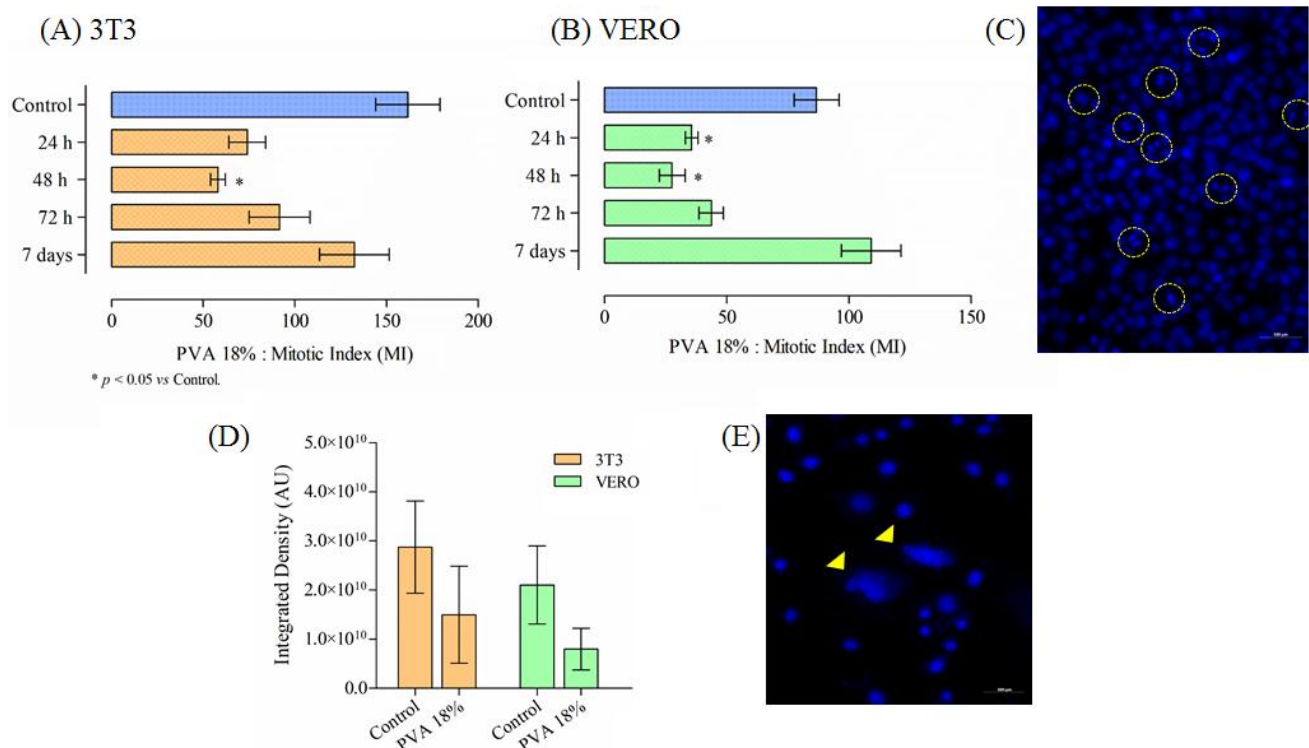 (A) 3T3
Control
24 h
48 h
*
72 h
7 days
0 50 100 150 200
PVA 18% : Mitotic Index (MI)
* p < 0.05 vs Control.
(B) VERO
Control
24 h
*
48 h
*
72 h
7 days
0 50 100 150
PVA 18% : Mitotic Index (MI)
(C)
(D)
Integrated Density (AU)
5.0×10¹⁰
4.0×10¹⁰
3.0×10¹⁰
2.0×10¹⁰
1.0×10¹⁰
0.0
3T3
VERO
Control PVA 18% Control PVA 18%
(E)